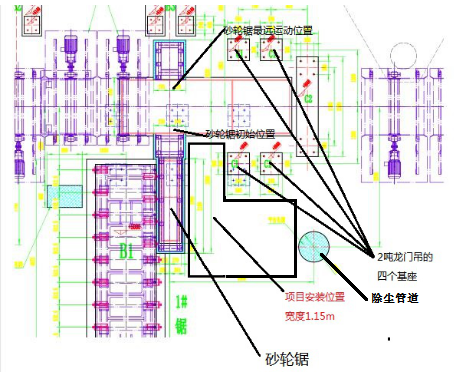 砂轮锯最远运动位置
C2
砂轮锯初始位置
B1
2吨龙门吊的
四个基座
项目安装位置
宽度1.15m
除尘管道
1#
锯
砂轮锯